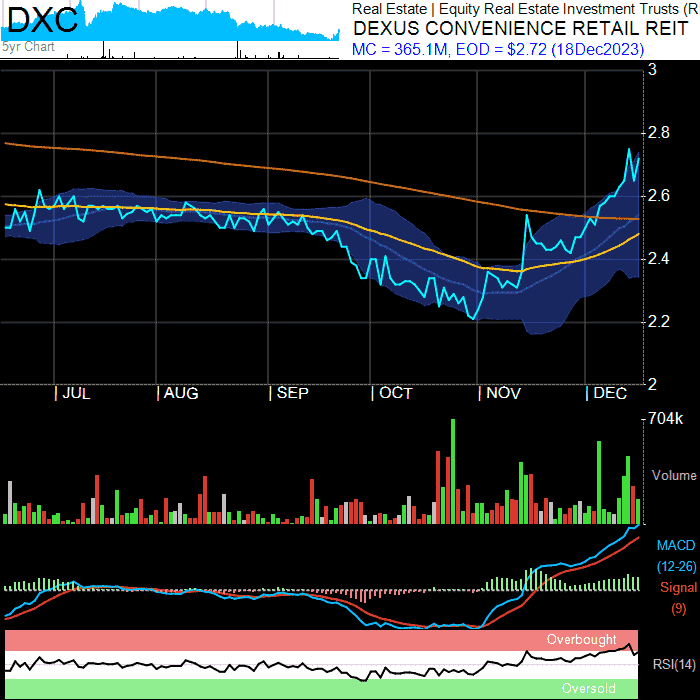 DXC
5yr Chart
Real Estate | Equity Real Estate Investment Trusts (R
DEXUS CONVENIENCE RETAIL REIT
MC = 365.1M, EOD = $2.72 (18Dec2023)
3
2.8
2.6
2.4
2.2
2
| JUL | AUG | SEP | OCT | NOV | DEC
704k
Volume
MACD
(12-26)
Signal
(9)
Overbought
RSI(14)
Oversold